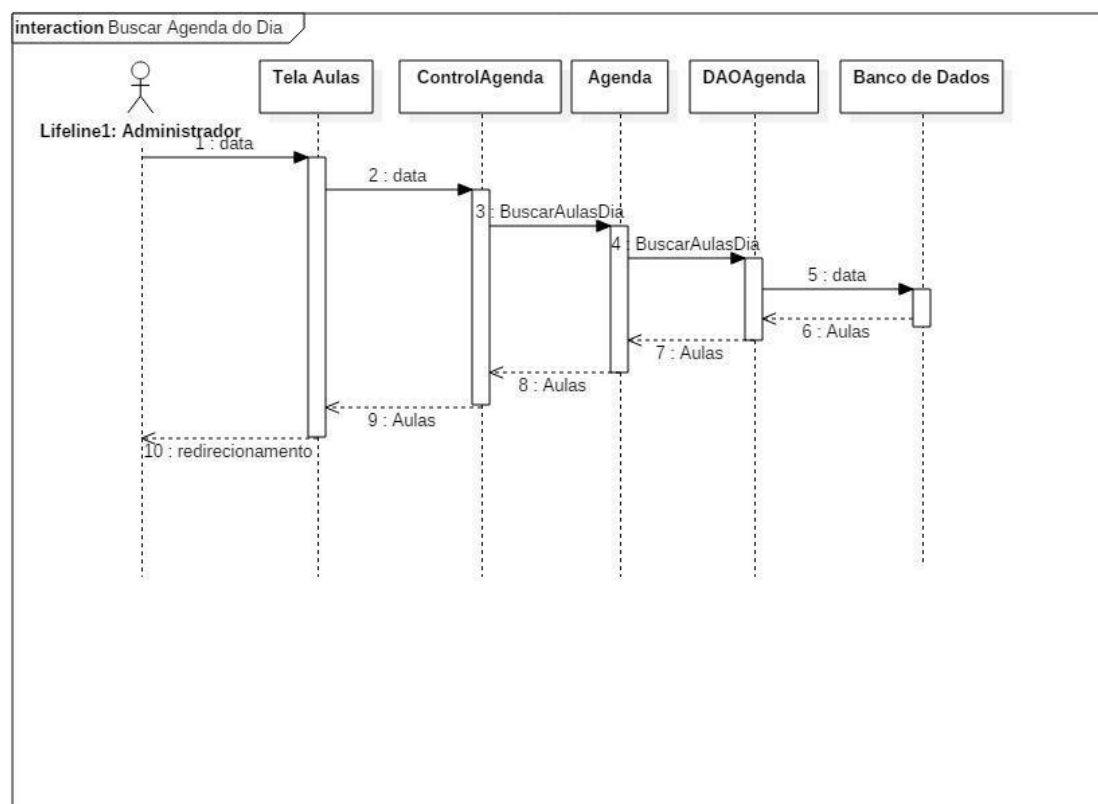 interaction Buscar Agenda do Dia
Tela Aulas
ControlAgenda
Agenda
DAOAgenda
Banco de Dados
Lifeline1: Administrador
1 : data
2 : data
3 : BuscarAulasDia
4 : BuscarAulasDia
5 : data
6 : Aulas
7 : Aulas
8 : Aulas
9 : Aulas
10 : redirecionamento